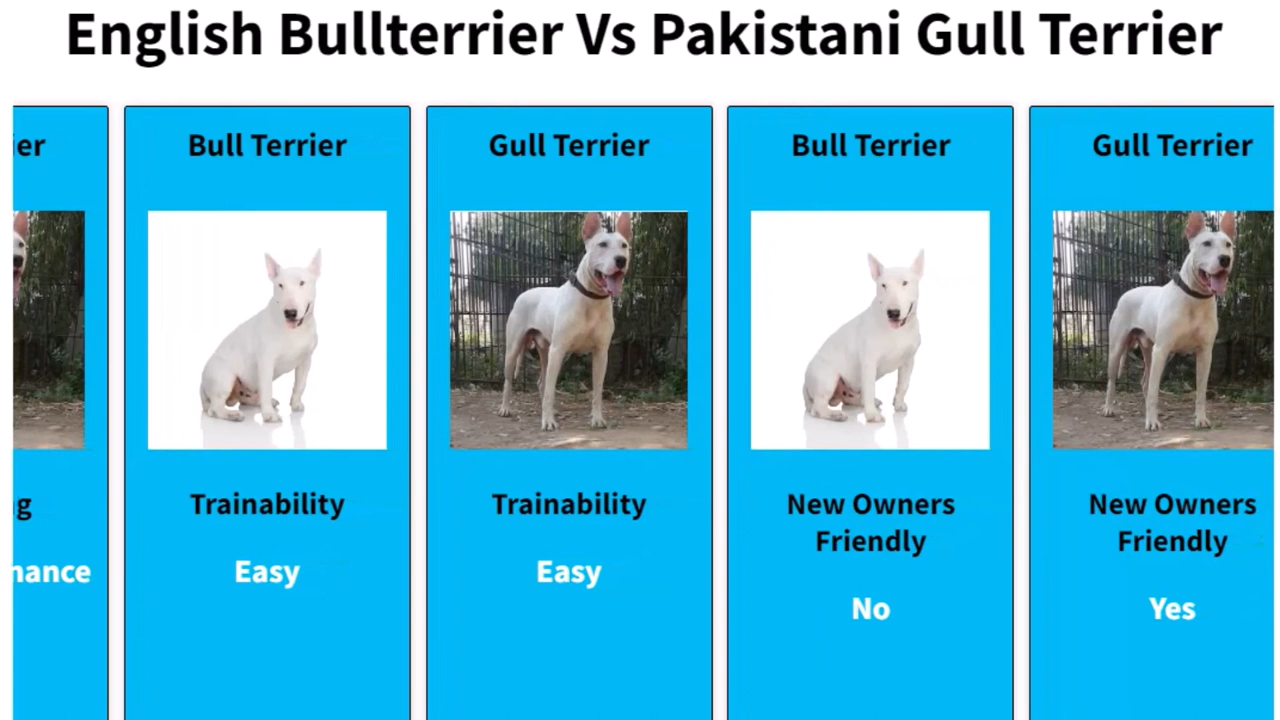 English Bullterrier Vs Pakistani Gull Terrier
Bull Terrier
Trainability
Easy
Gull Terrier
Trainability
Easy
Bull Terrier
New Owners
Friendly
No
Gull Terrier
New Owners
Friendly
Yes